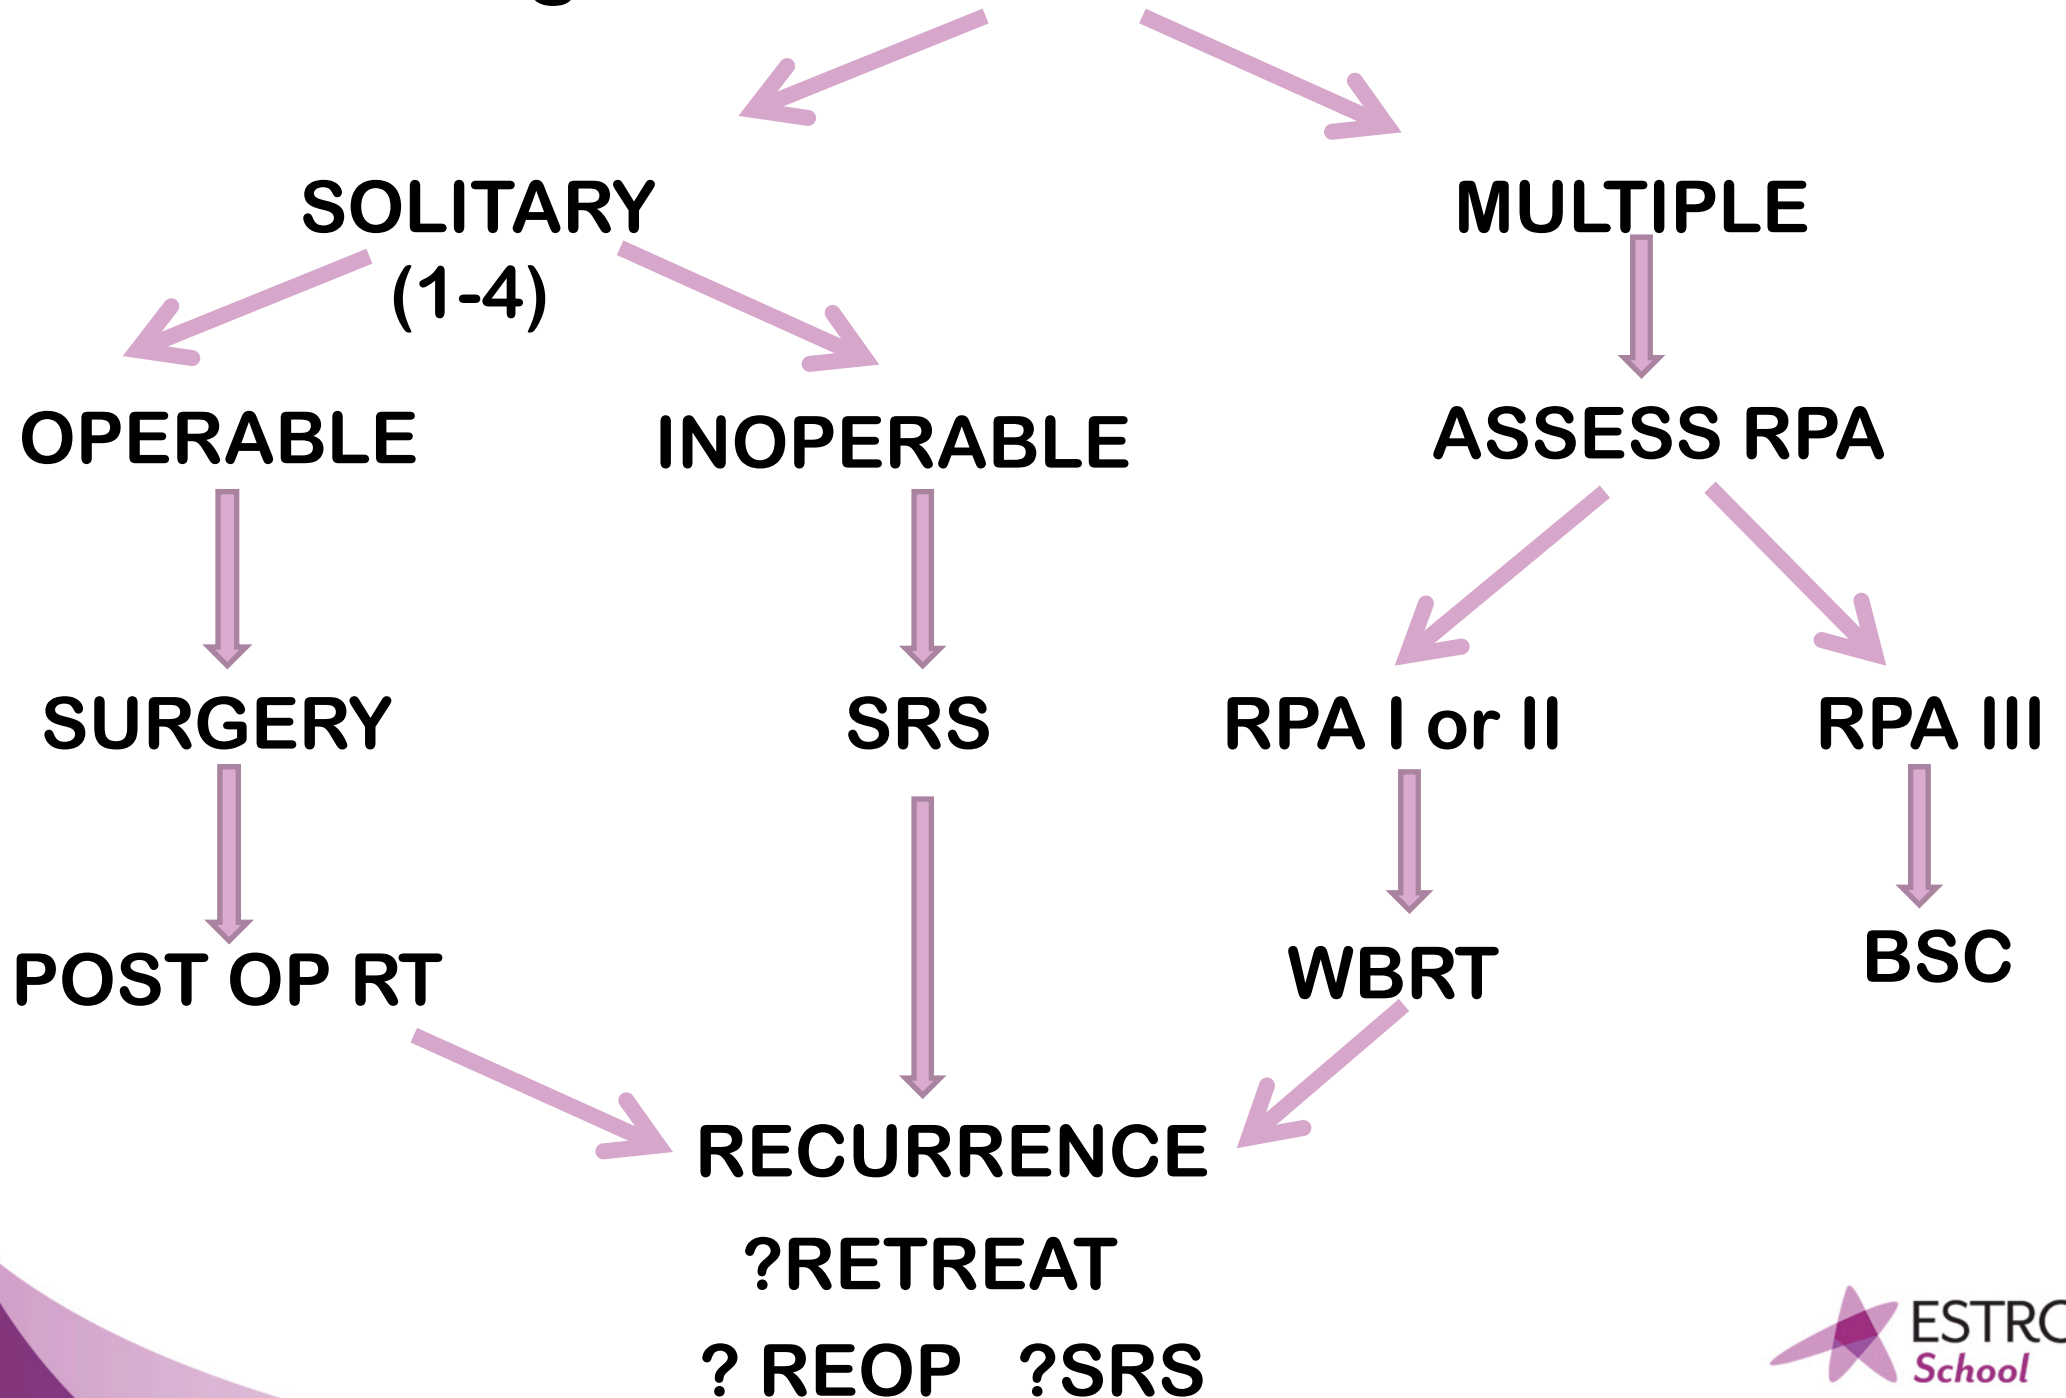 SOLITARY
(1-4)
MULTIPLE
OPERABLE
INOPERABLE
ASSESS RPA
SURGERY
SRS
RPA I or II
RPA III
POST OP RT
WBRT
BSC
RECURRENCE
?RETREAT
? REOP ?SRS
ESTRO
School